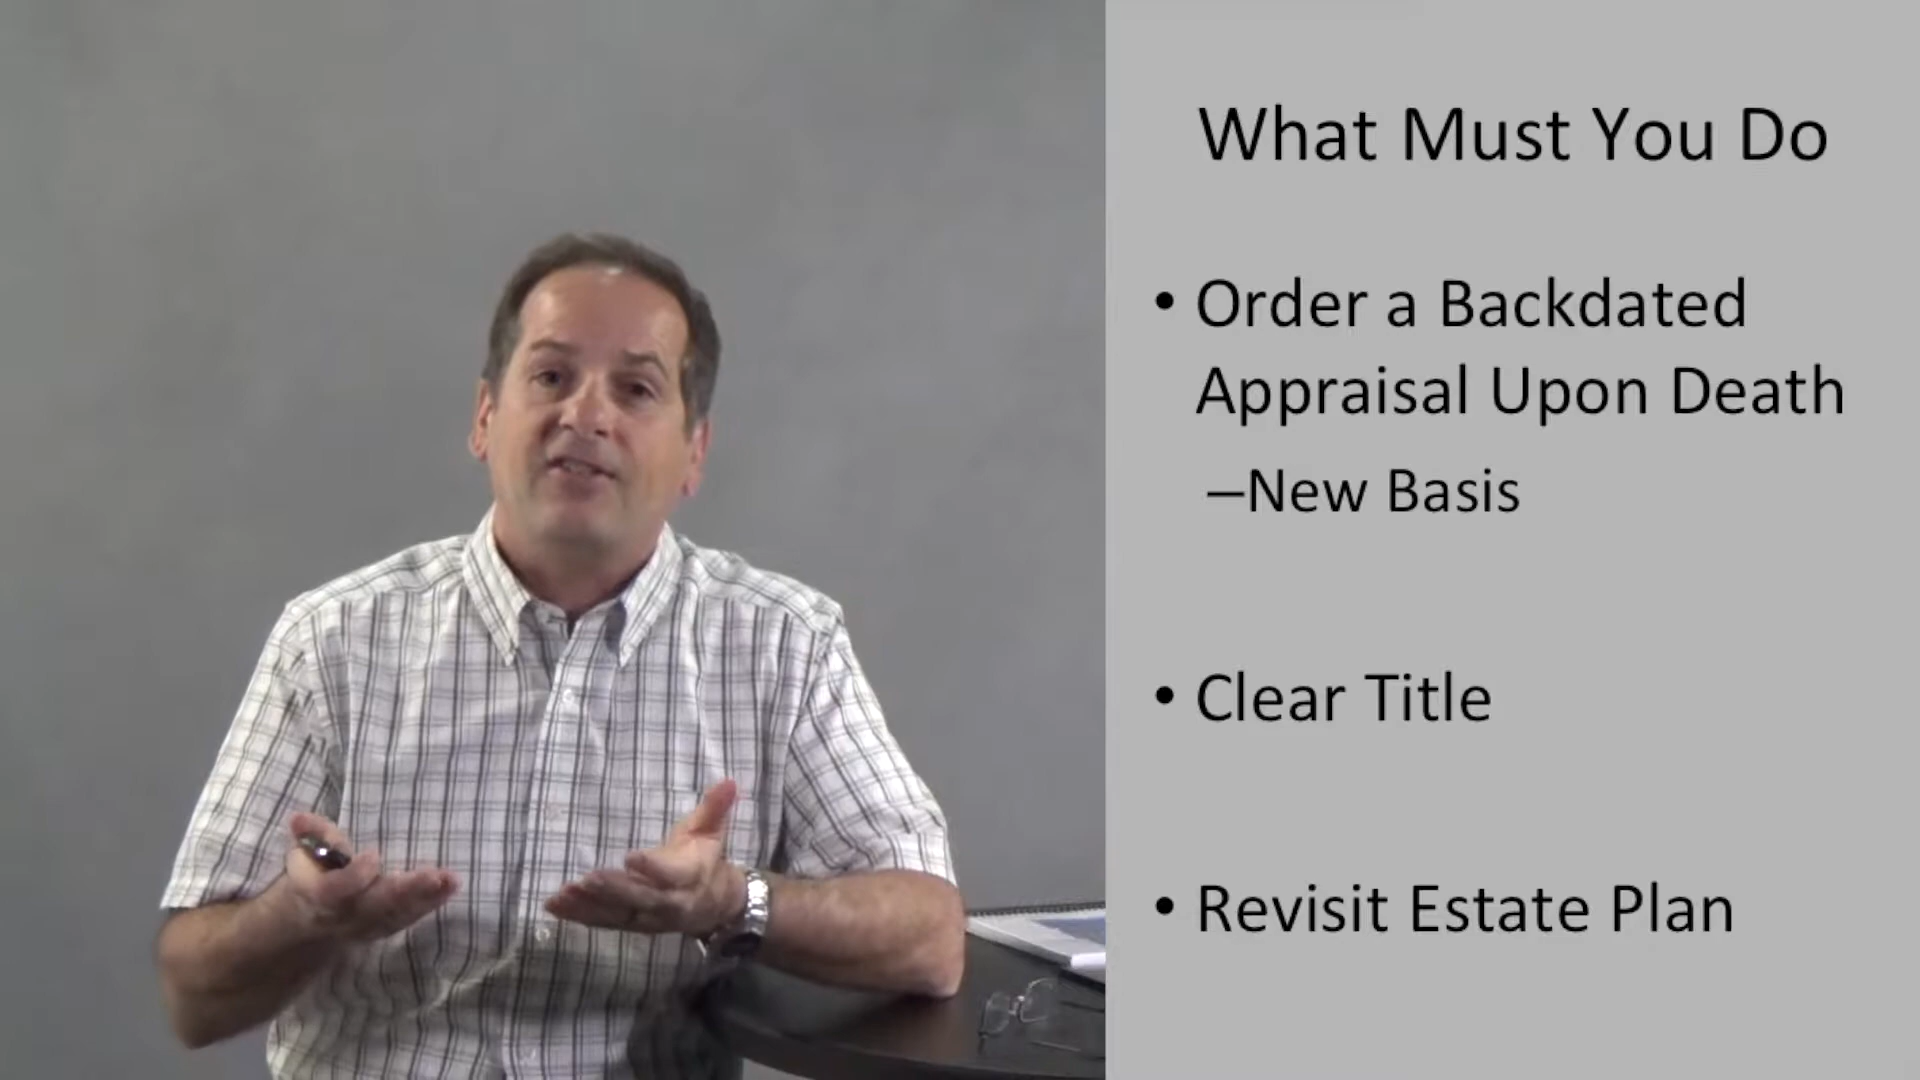 What Must You Do
• Order a Backdated
Appraisal Upon Death
–New Basis
• Clear Title
• Revisit Estate Plan